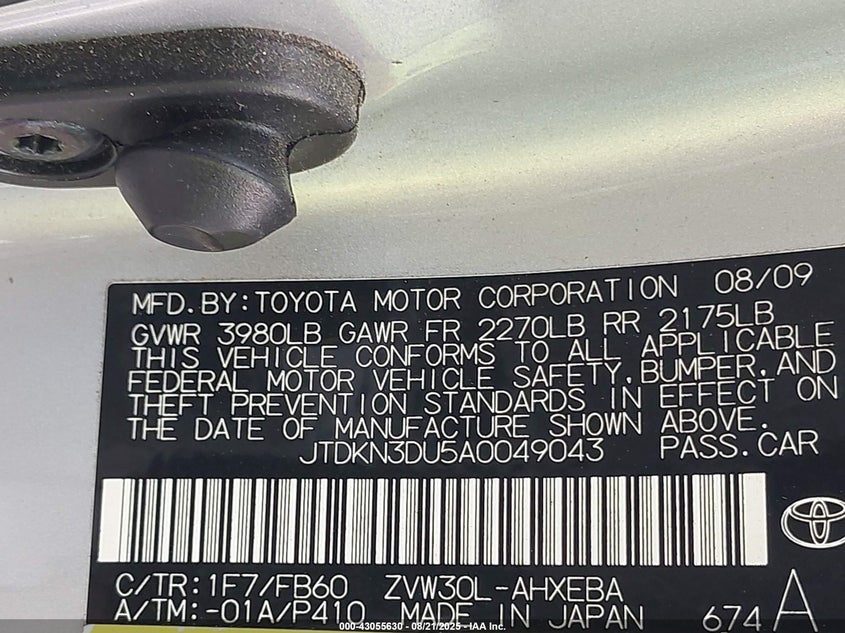 MFD.BY:TOYOTA MOTOR CORPORATION 08/09
GVWR 3980LB GAWR FR 2270LB RR 2175LB
THIS VEHICLE CONFORMS TO ALL APPLICABLE
FEDERAL MOTOR VEHICLE SAFETY,BUMPER,AND
THEFT PREVENTION STANDARDS IN EFFECT ON
THE DATE OF MANUFACTURE SHOWN ABOVE.
JTDKN3DU5A0049043 PASS.CAR
C/TR:1F7/FB60 ZVW30L-AHXEBA A
A/TM:-01A/P410 MADE IN JAPAN 674
000-43055630 - 08/21/2025 - IAA Inc.